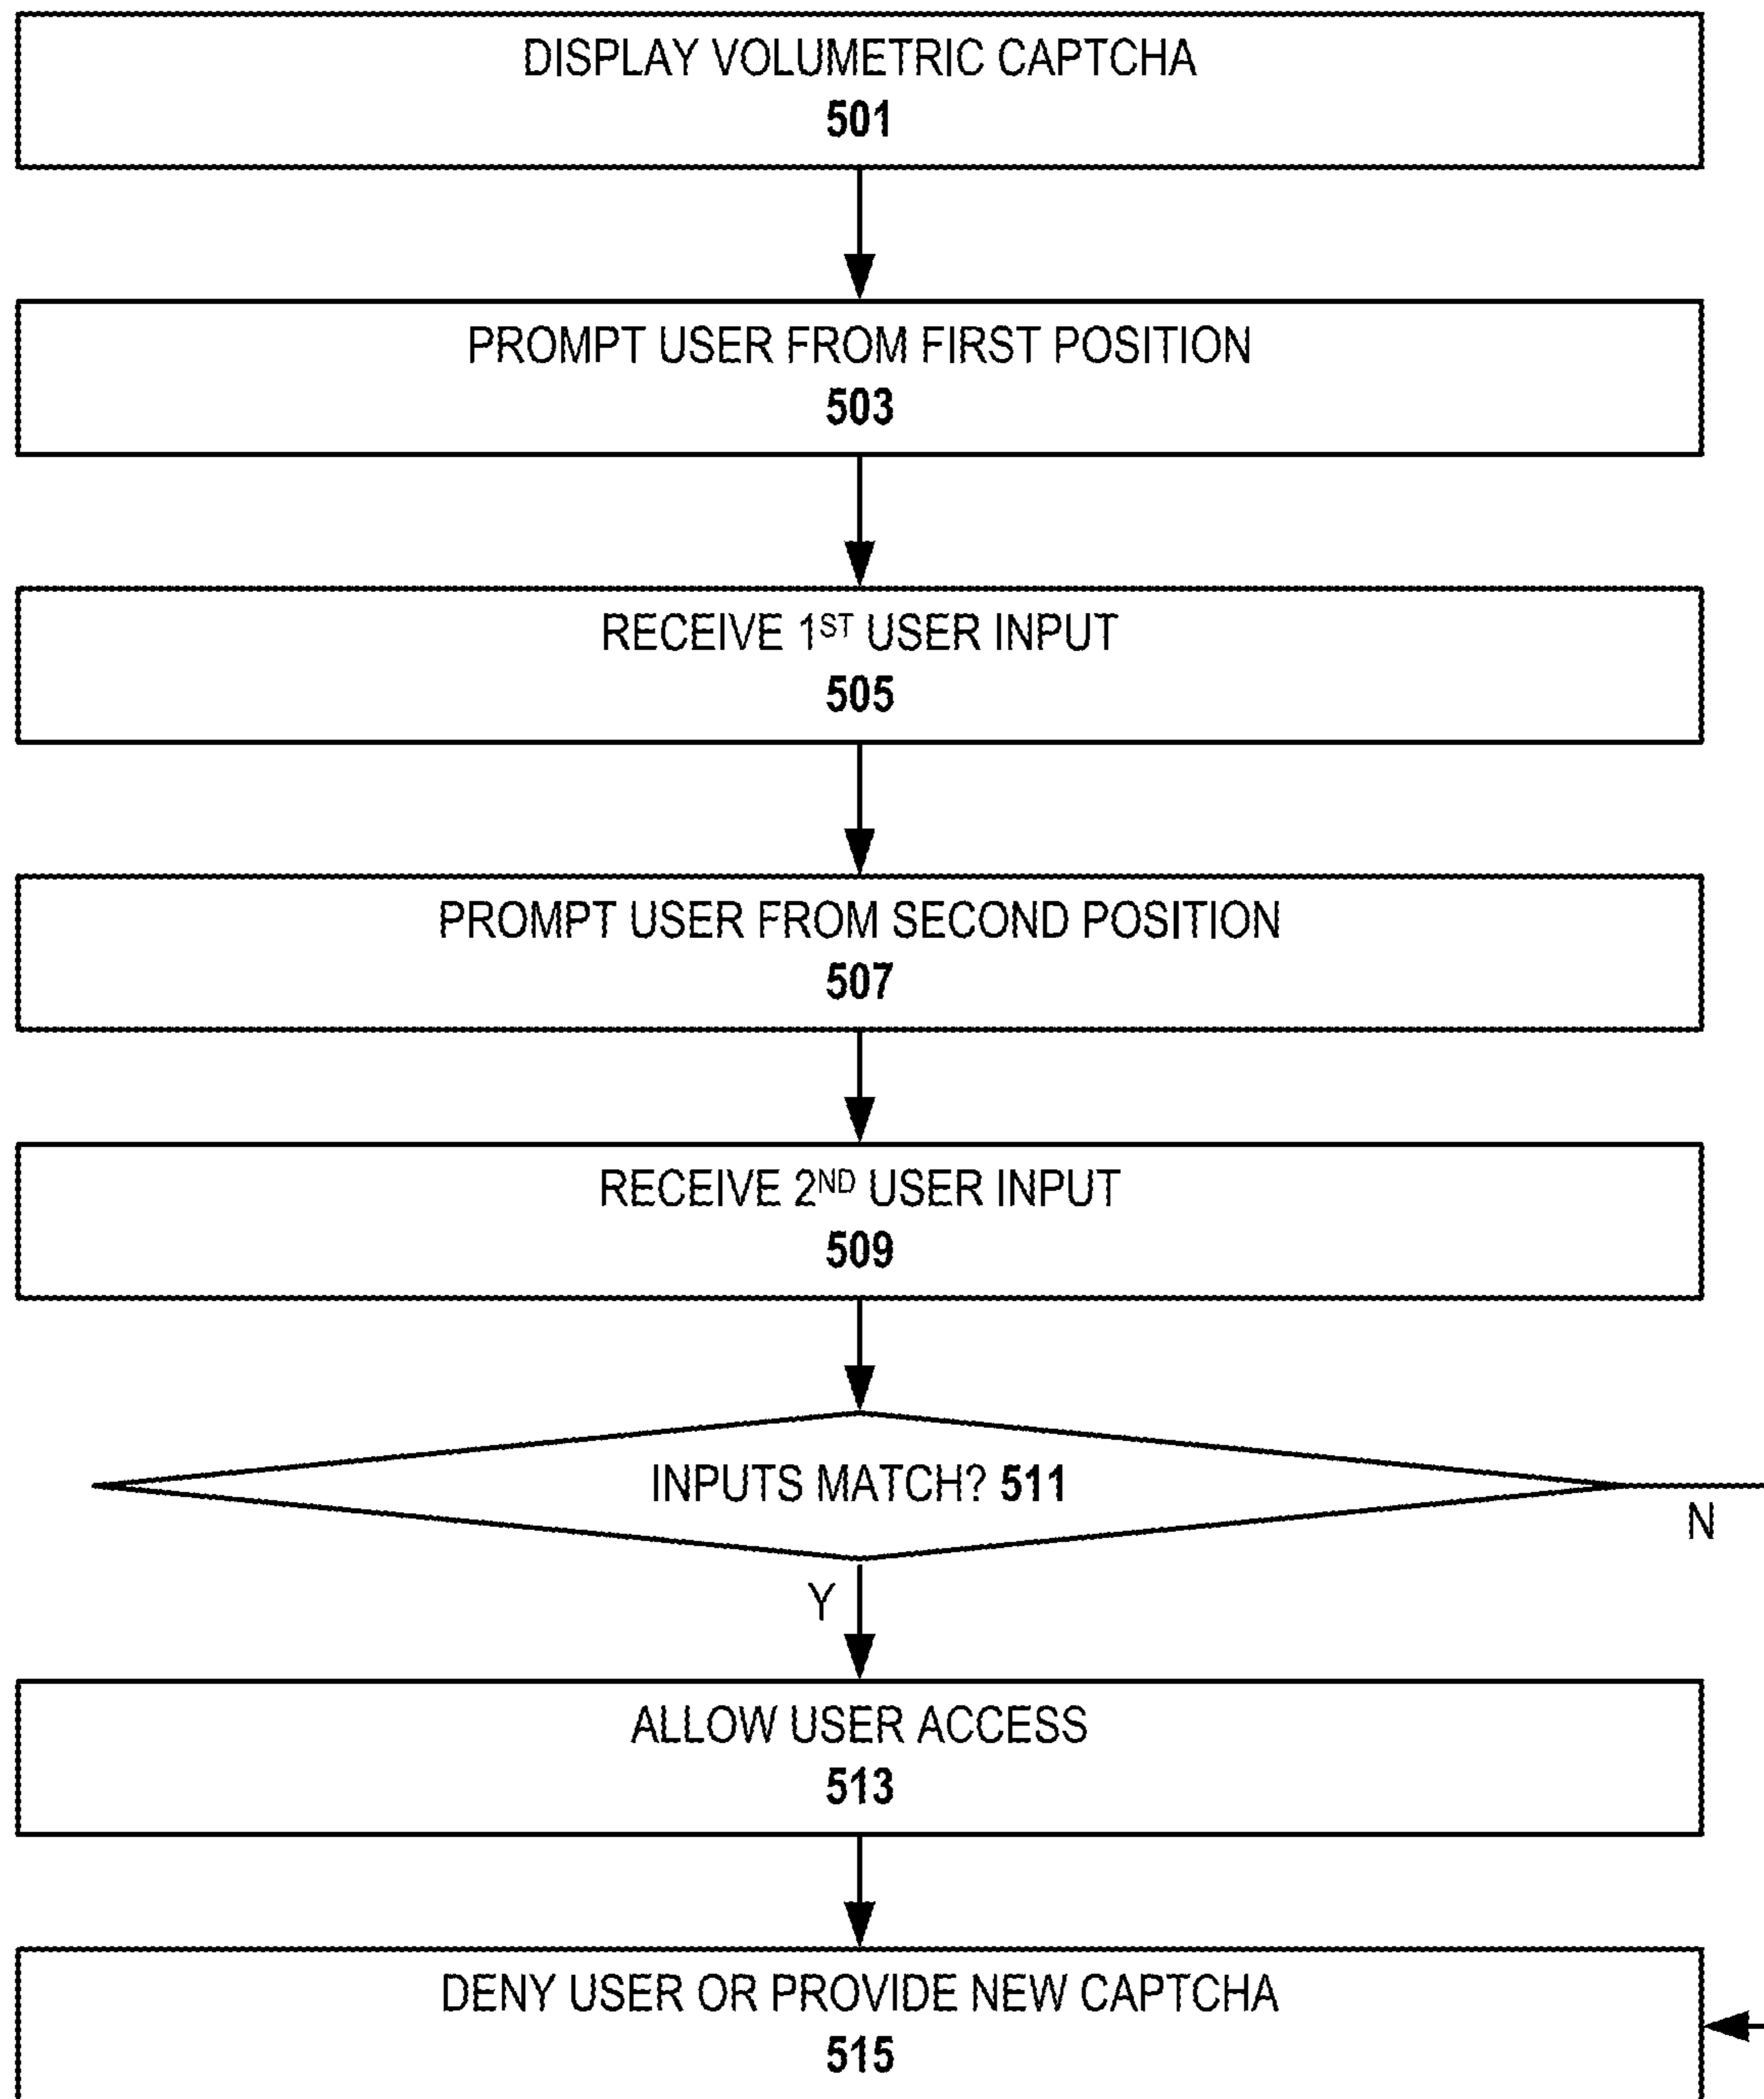 DISPLAY VOLUMETRIC CAPTCHA
501
PROMPT USER FROM FIRST POSITION
503
RECEIVE 1ST USER INPUT
505
PROMPT USER FROM SECOND POSITION
507
RECEIVE 2ND USER INPUT
509
INPUTS MATCH? 511
N
Y
ALLOW USER ACCESS
513
DENY USER OR PROVIDE NEW CAPTCHA
515